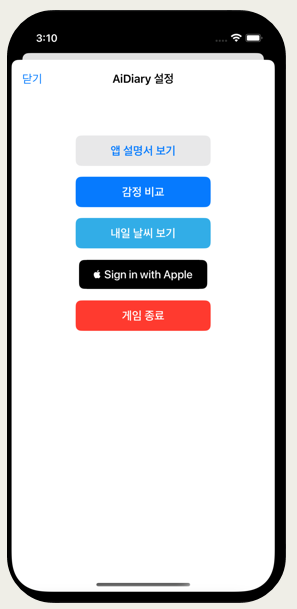 3:10
닫기 AiDiary 설정
앱 설명서 보기
감정 비교
내일 날씨 보기
Sign in with Apple
게임 종료